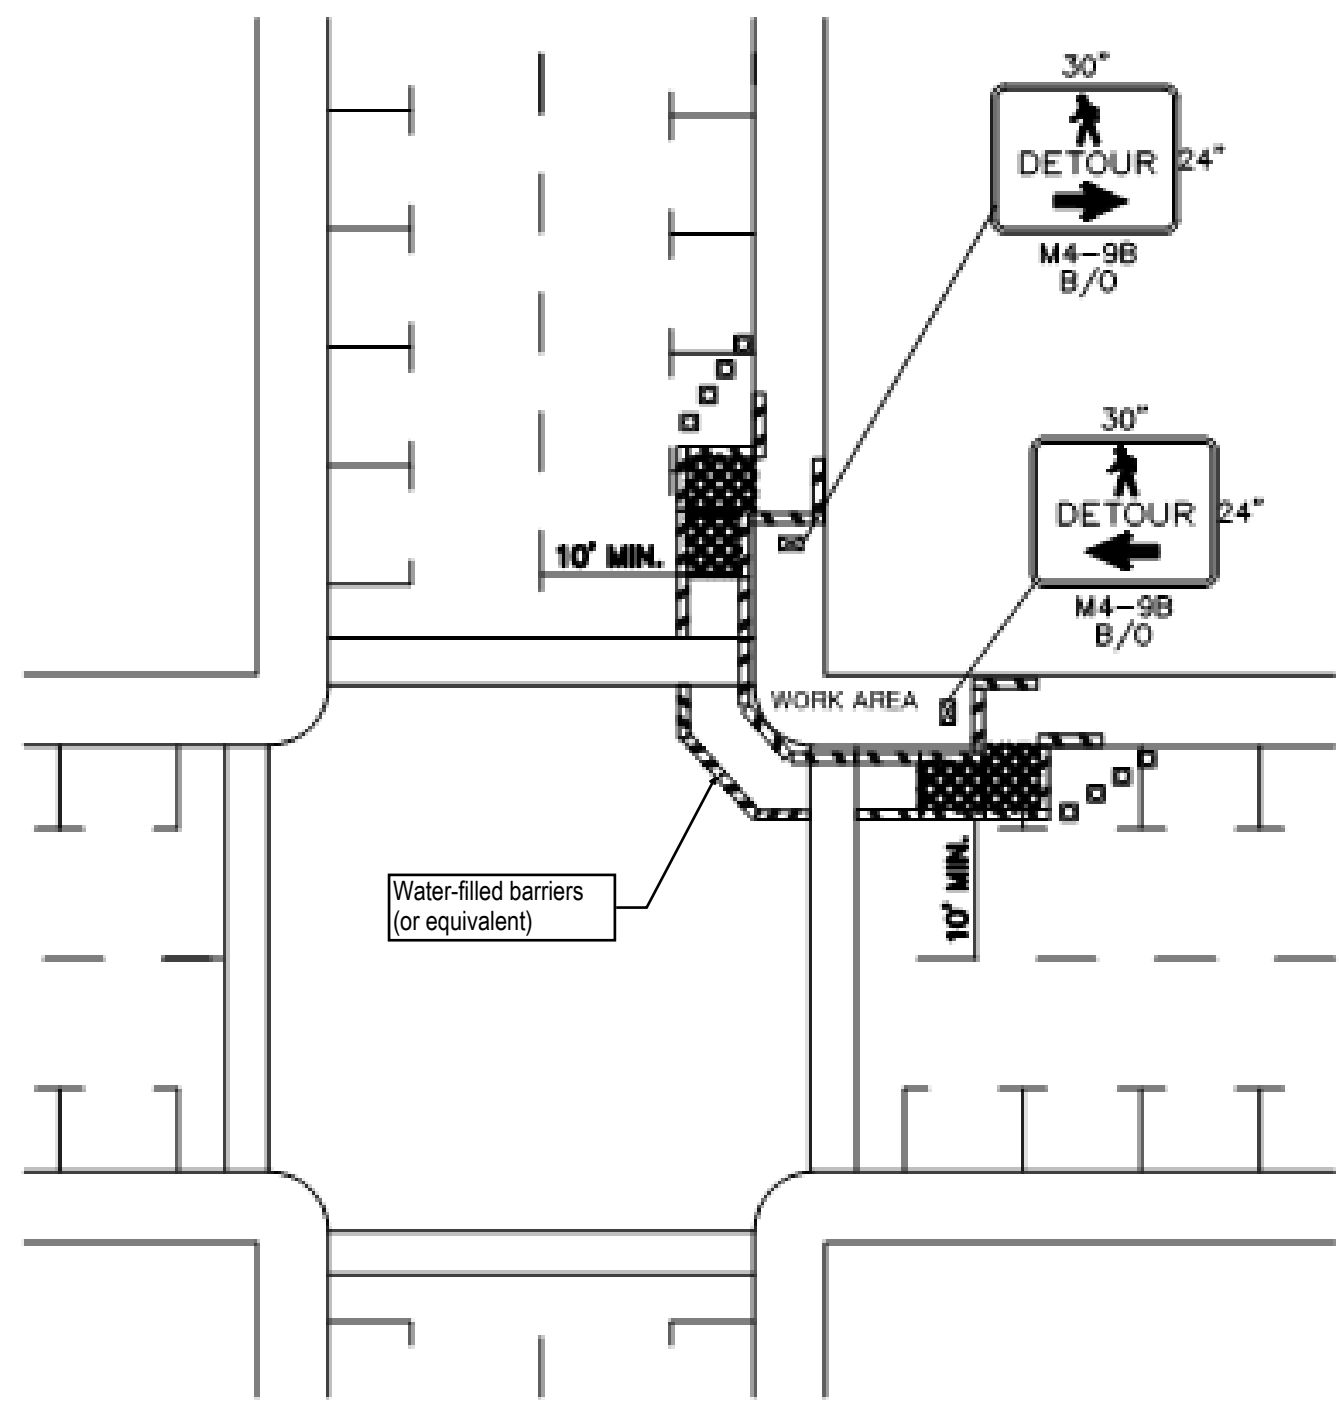 30"
DETOUR
24"
M4-9B
B/O
30"
DETOUR
24"
M4-9B
B/O
10' MIN.
WORK AREA
10' MIN.
Water-filled barriers
(or equivalent)